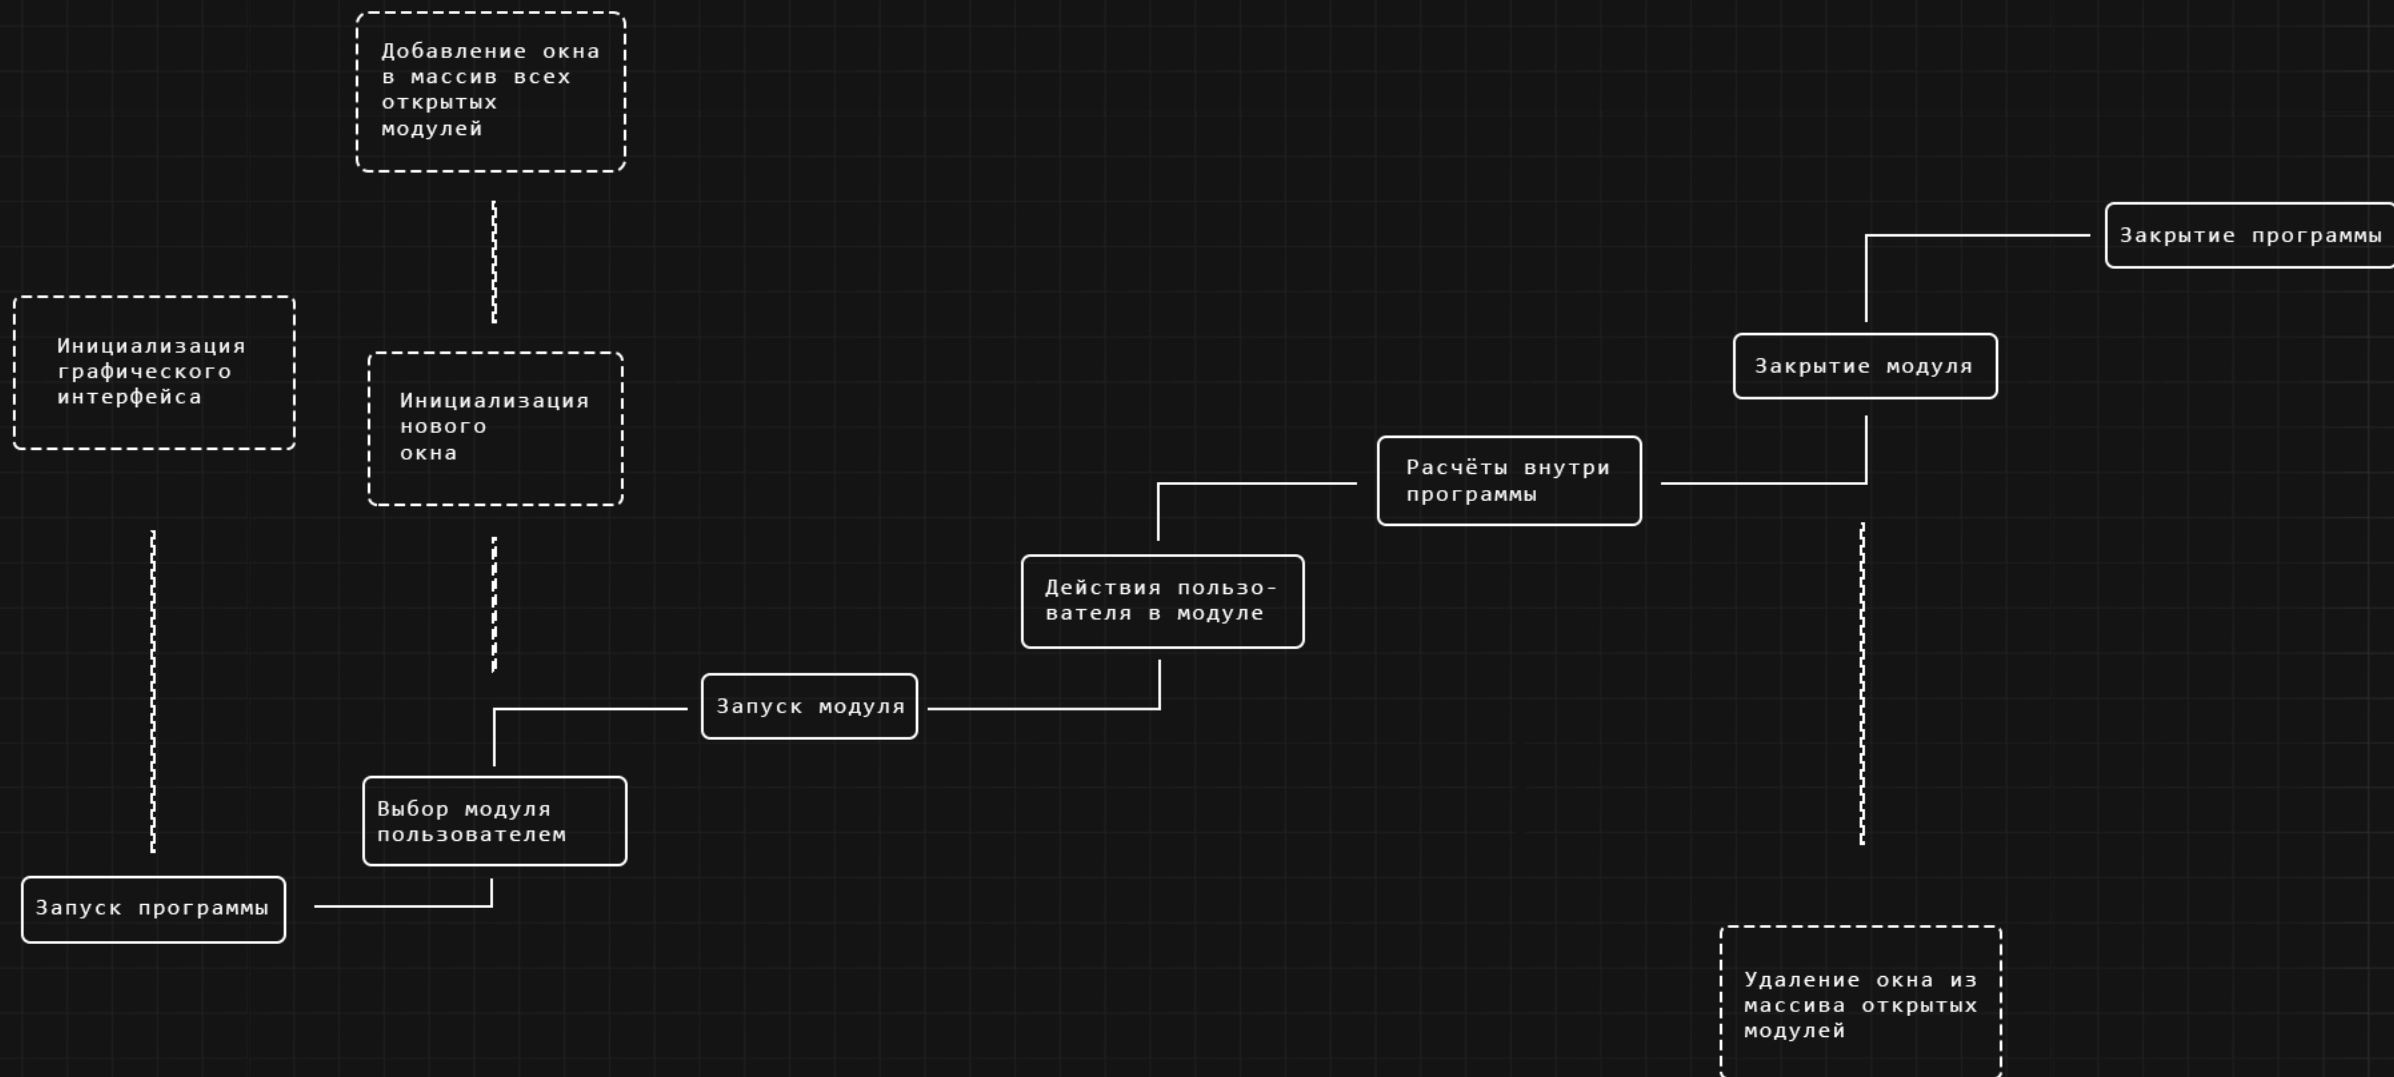 Добавление окна
в массив всех
открытых
модулей
Закрытие программы
Инициализация
графического
интерфейса
Закрытие модуля
Инициализация
нового
окна
Расчёты внутри
программы
Действия пользо-
вателя в модуле
Запуск модуля
Выбор модуля
пользователем
Запуск программы
Удаление окна из
массива открытых
модулей